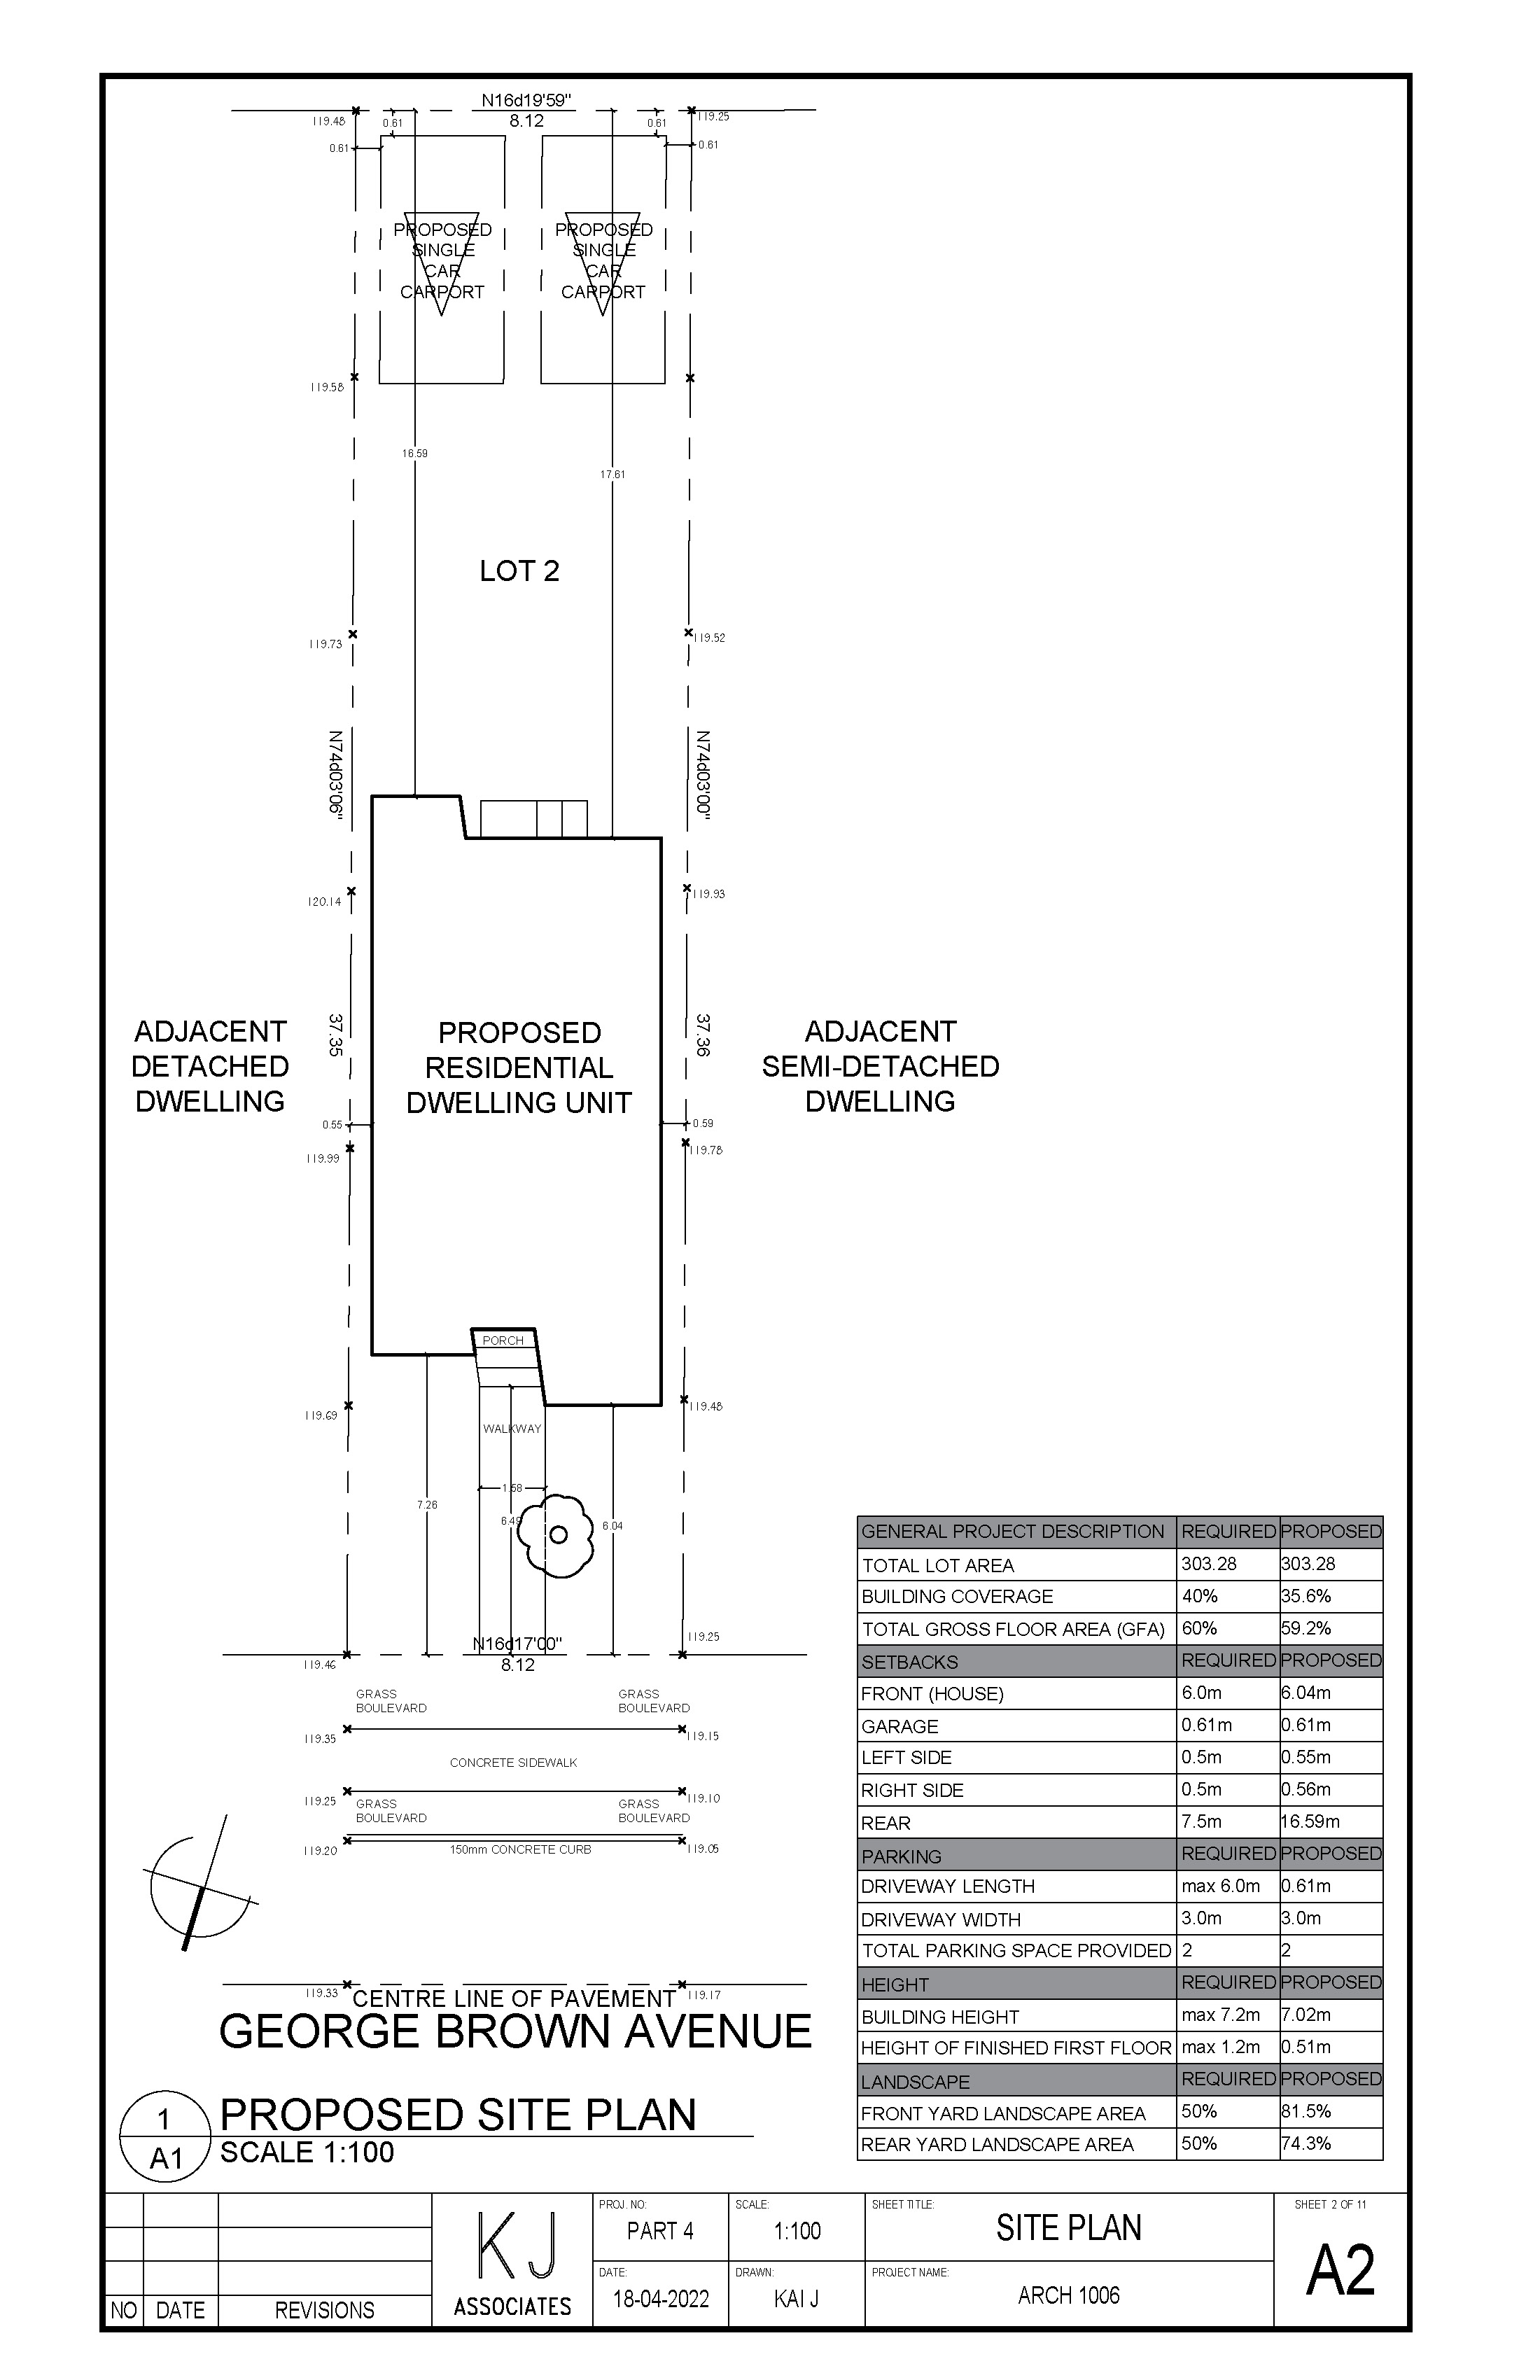 N16d19'59"
8.12
119.48
119.25
0.61
0.61
0.61
0.61
PROPOSED
SINGLE
CAR
CARPORT
PROPOSED
SINGLE
CAR
CARPORT
119.58
16.59
17.61
LOT 2
119.73
119.52
N74d03'06"
N74d03'00"
120.14
119.93
37.35
37.36
ADJACENT
DETACHED
DWELLING
PROPOSED
RESIDENTIAL
DWELLING UNIT
ADJACENT
SEMI-DETACHED
DWELLING
0.55
0.59
119.99
119.78
PORCH
119.69
119.48
WALKWAY
1.58
7.26
6.49
6.04
N16d17'00"
8.12
119.46
119.25
GRASS
BOULEVARD
GRASS
BOULEVARD
119.35
119.15
CONCRETE SIDEWALK
119.25
119.10
GRASS
BOULEVARD
GRASS
BOULEVARD
119.20
150mm CONCRETE CURB
119.05
119.33
CENTRE LINE OF PAVEMENT
119.17
GEORGE BROWN AVENUE
1
A1
PROPOSED SITE PLAN
SCALE 1:100
GENERAL PROJECT DESCRIPTION REQUIRED PROPOSED
TOTAL LOT AREA 303.28 303.28
BUILDING COVERAGE 40% 35.6%
TOTAL GROSS FLOOR AREA (GFA) 60% 59.2%
SETBACKS REQUIRED PROPOSED
FRONT (HOUSE) 6.0m 6.04m
GARAGE 0.61m 0.61m
LEFT SIDE 0.5m 0.55m
RIGHT SIDE 0.5m 0.56m
REAR 7.5m 16.59m
PARKING REQUIRED PROPOSED
DRIVEWAY LENGTH max 6.0m 0.61m
DRIVEWAY WIDTH 3.0m 3.0m
TOTAL PARKING SPACE PROVIDED 2 2
HEIGHT REQUIRED PROPOSED
BUILDING HEIGHT max 7.2m 7.02m
HEIGHT OF FINISHED FIRST FLOOR max 1.2m 0.51m
LANDSCAPE REQUIRED PROPOSED
FRONT YARD LANDSCAPE AREA 50% 81.5%
REAR YARD LANDSCAPE AREA 50% 74.3%
NO DATE REVISIONS
KJ
ASSOCIATES
PROJ. NO:
PART 4
DATE:
18-04-2022
SCALE:
1:100
DRAWN:
KAI J
SHEET TITLE:
SITE PLAN
PROJECT NAME:
ARCH 1006
SHEET 2 OF 11
A2